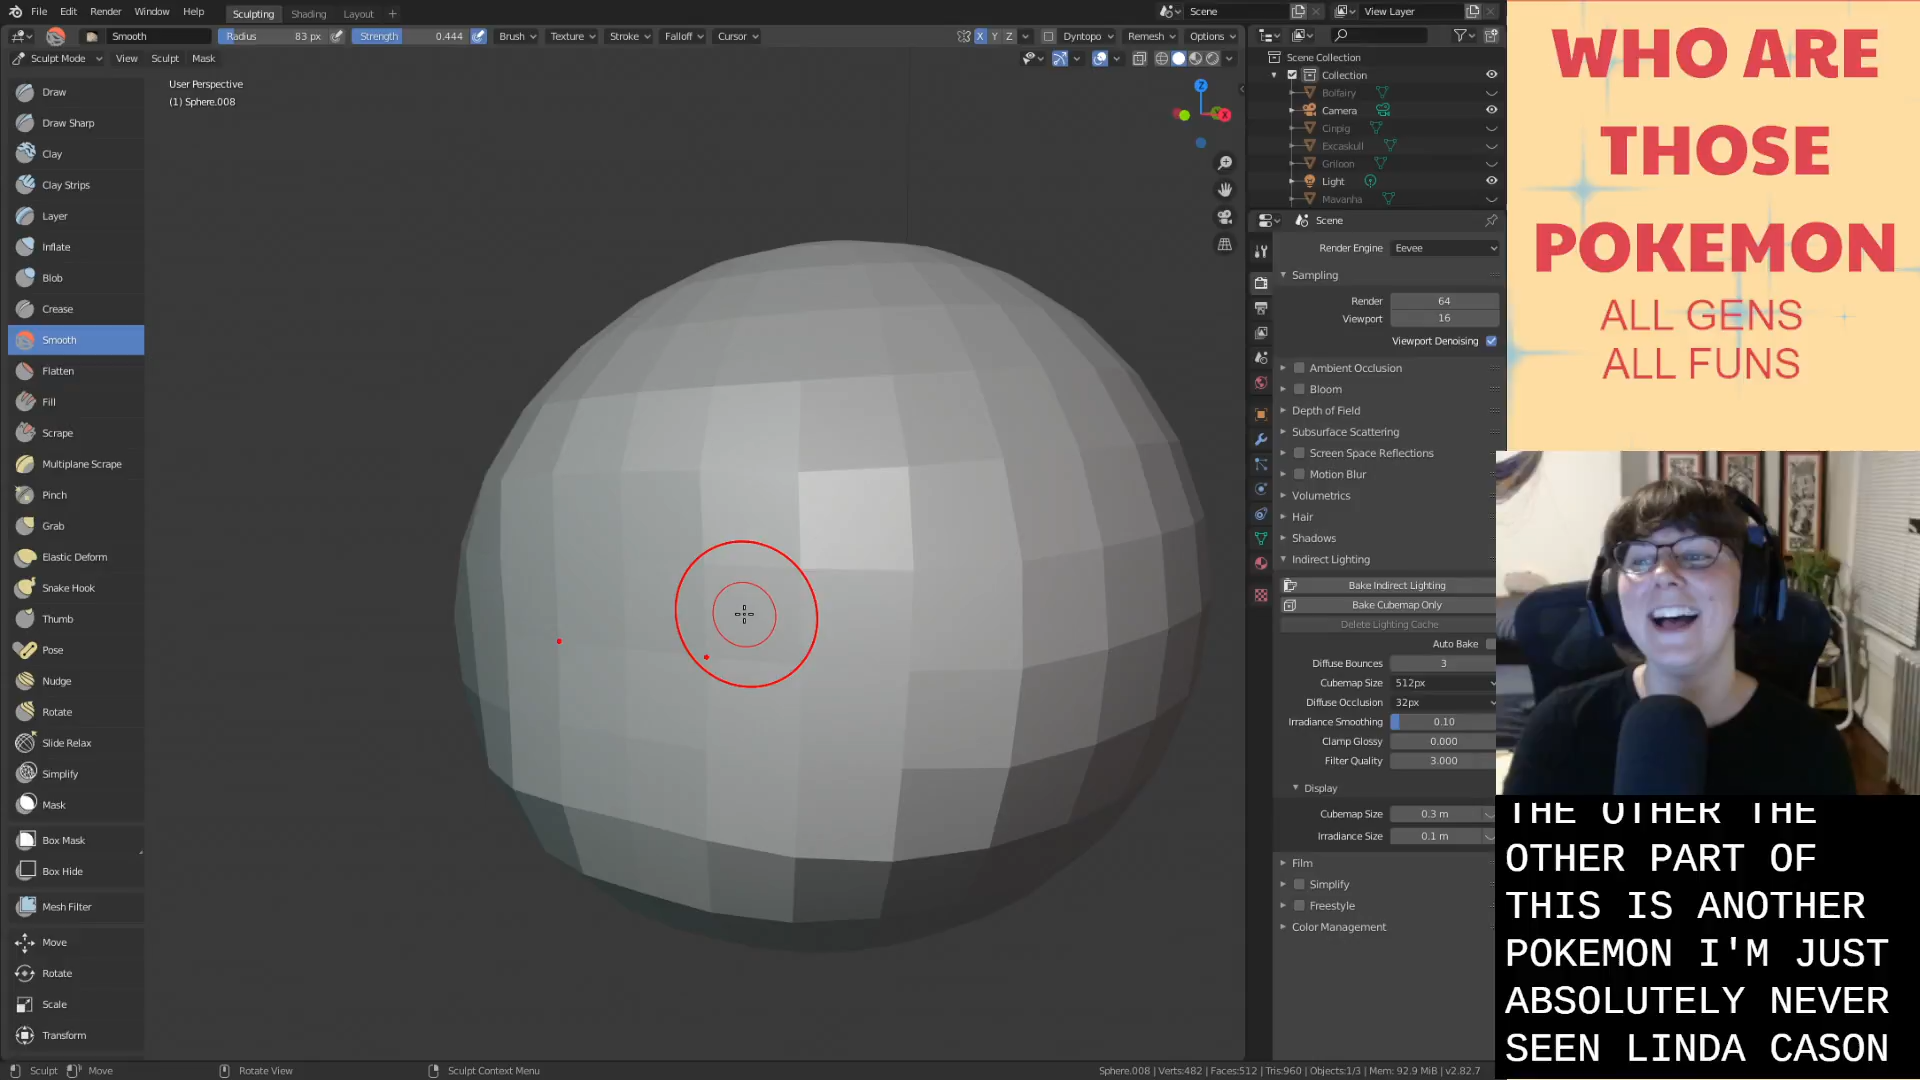 File Edit Render Window Help Sculpting Shading Layout + Scene View Layer
Smooth Radius 83 px Strength 0.444 Brush Texture Stroke Falloff Cursor X Y Z Dyntopo Remesh Options
Sculpt Mode View Sculpt Mask
User Perspective
(1) Sphere.008
Draw
Draw Sharp
Clay
Clay Strips
Layer
Inflate
Blob
Crease
Smooth
Flatten
Fill
Scrape
Multiplane Scrape
Pinch
Grab
Elastic Deform
Snake Hook
Thumb
Pose
Nudge
Rotate
Slide Relax
Simplify
Mask
Box Mask
Box Hide
Mesh Filter
Move
Rotate
Scale
Transform
Z
X
Scene Collection
Collection
Bolfairy
Camera
Cinpig
Excaskull
Griloon
Light
Mavanha
Scene
Render Engine Eevee
Sampling
Render 64
Viewport 16
Viewport Denoising
Ambient Occlusion
Bloom
Depth of Field
Subsurface Scattering
Screen Space Reflections
Motion Blur
Volumetrics
Hair
Shadows
Indirect Lighting
Bake Indirect Lighting
Bake Cubemap Only
Delete Lighting Cache
Auto Bake
Diffuse Bounces 3
Cubemap Size 512px
Diffuse Occlusion 32px
Irradiance Smoothing 0.10
Clamp Glossy 0.000
Filter Quality 3.000
Display
Cubemap Size 0.3 m
Irradiance Size 0.1 m
Film
Simplify
Freestyle
Color Management
WHO ARE
THOSE
POKEMON
ALL GENS
ALL FUNS
THE OTHER THE
OTHER PART OF
THIS IS ANOTHER
POKEMON I'M JUST
ABSOLUTELY NEVER
SEEN LINDA CASON
Sculpt Move Rotate View Sculpt Context Menu Sphere.008 | Verts:482 | Faces:512 | Tris:960 | Objects:1/3 | Mem: 92.9 MiB | v2.82.7